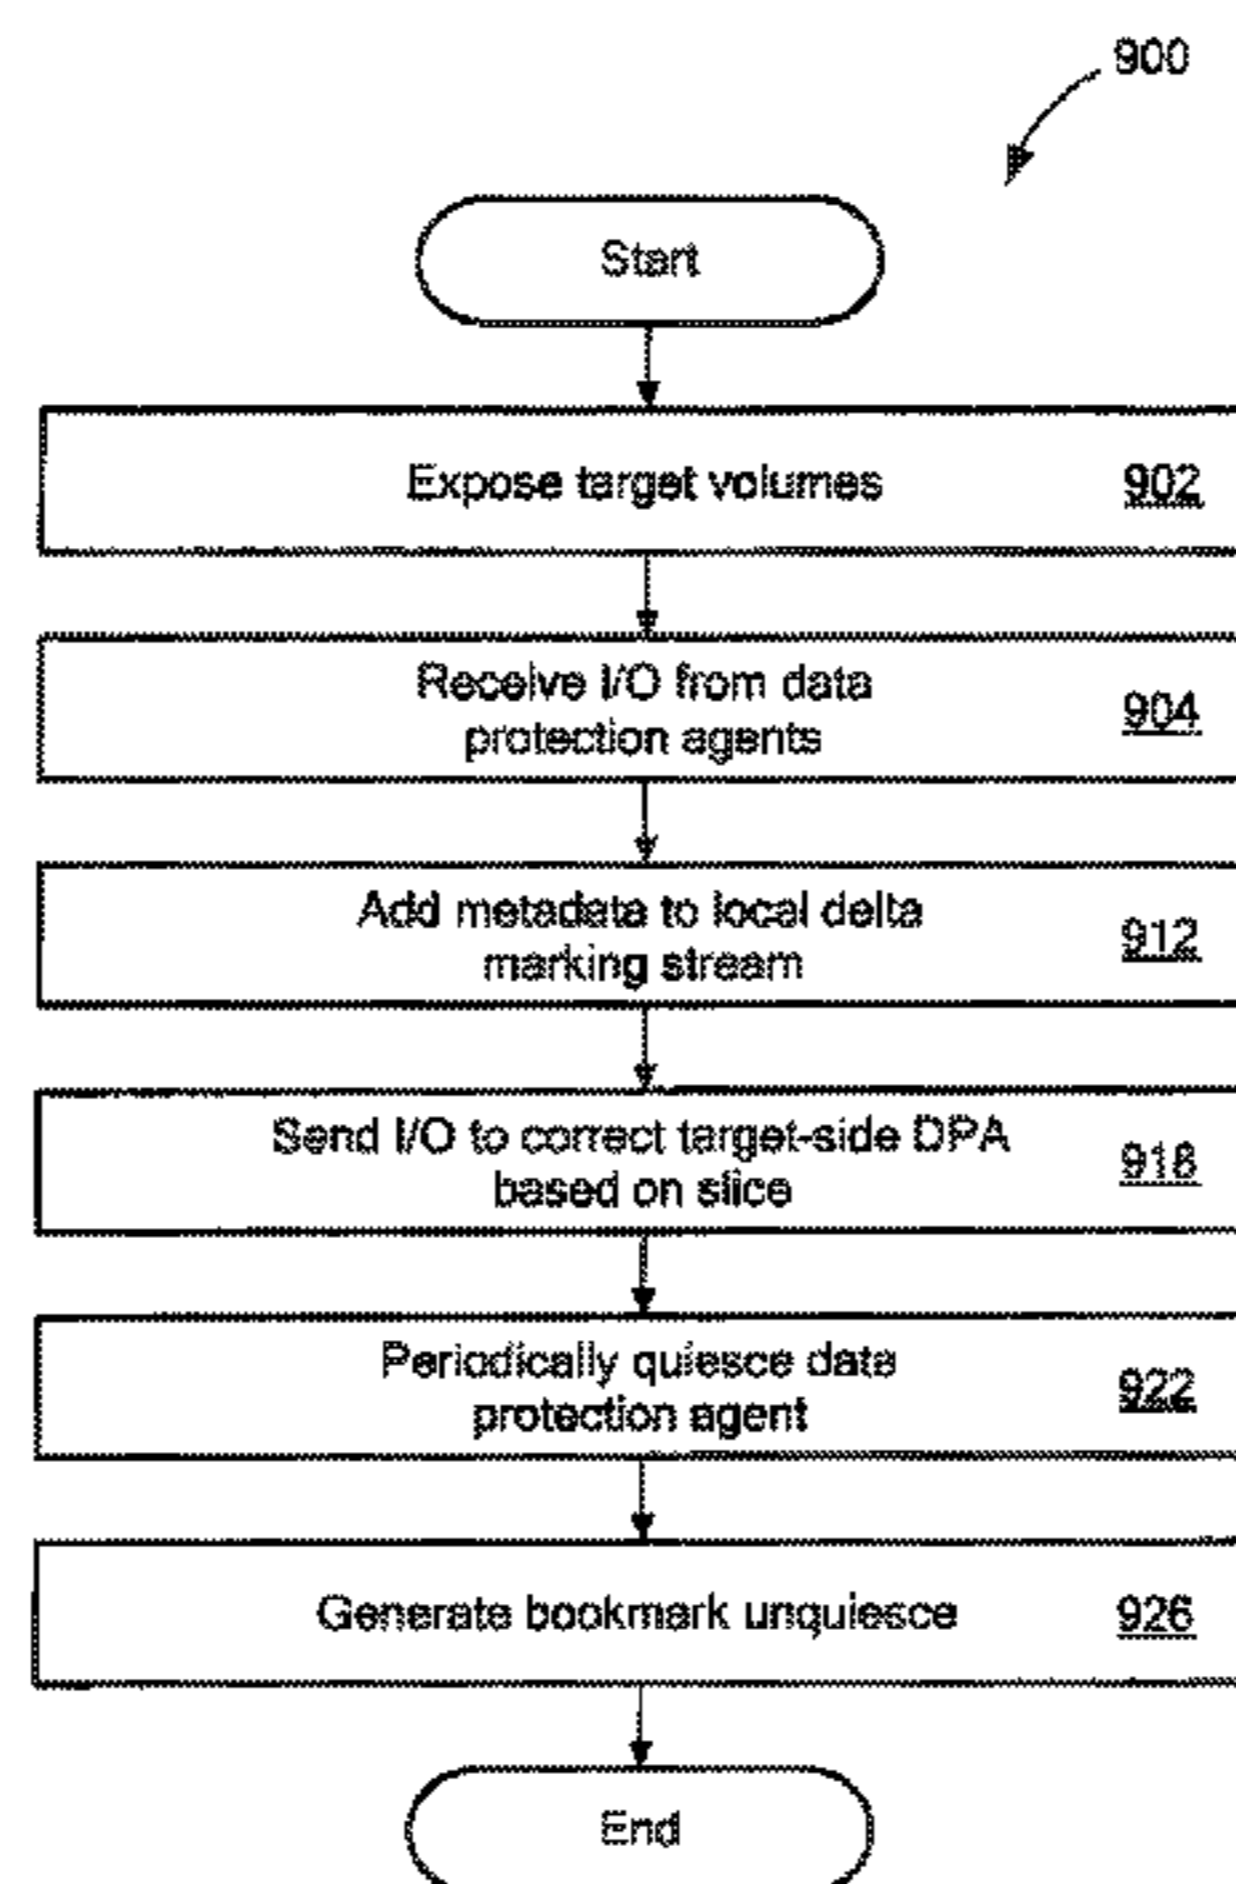 900
Start
Expose target volumes 902
Receive I/O from data
protection agents 904
Add metadata to local delta
marking stream 912
Send I/O to correct target-side DPA
based on slice 918
Periodically quiesce data
protection agent 922
Generate bookmark unquiesce 926
End